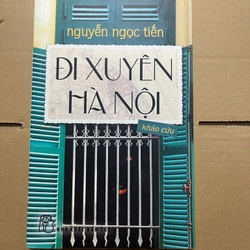 nguyễn ngọc tiến
ĐI XUYÊN
HÀ NỘI
khảo cứu